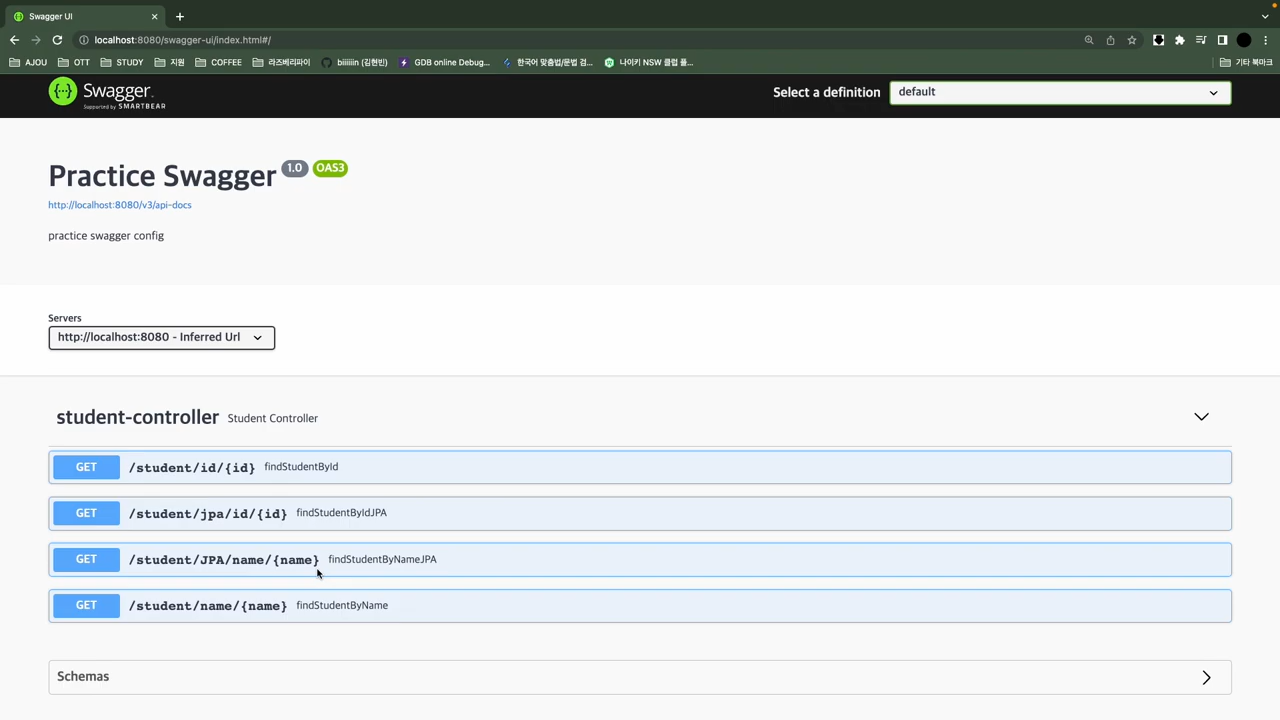 Swagger UI
localhost:8080/swagger-ui/index.html#/
AJOU OTT STUDY 지원 COFFEE 라즈베리파이 biiiiiin (김현빈) GDB online Debug... 한국어 맞춤법/문법 검... 나이키 NSW 클럽 플... 기타 북마크
Swagger. Select a definition default
Supported by SMARTBEAR
Practice Swagger 1.0 OAS3
http://localhost:8080/v3/api-docs
practice swagger config
Servers
http://localhost:8080 - Inferred Url
student-controller Student Controller
GET /student/id/{id} findStudentById
GET /student/jpa/id/{id} findStudentByIdJPA
GET /student/JPA/name/{name} findStudentByNameJPA
GET /student/name/{name} findStudentByName
Schemas